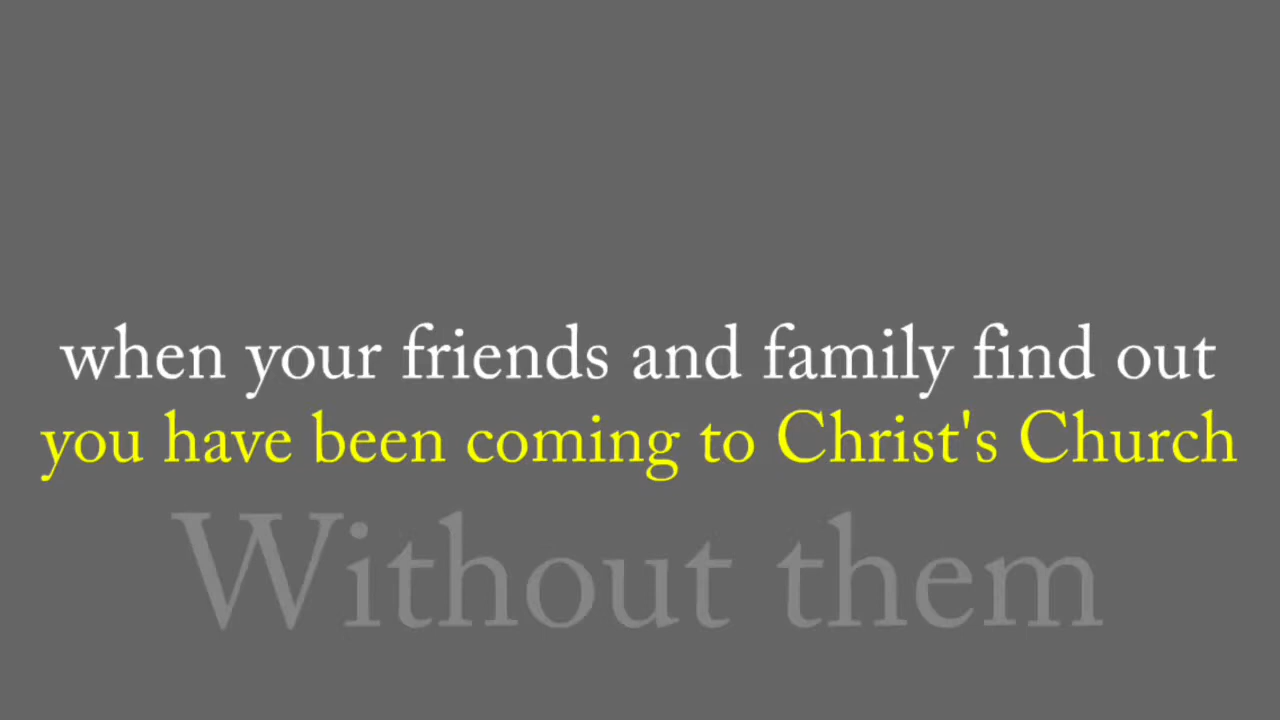 when your friends and family find out
you have been coming to Christ's Church
Without them